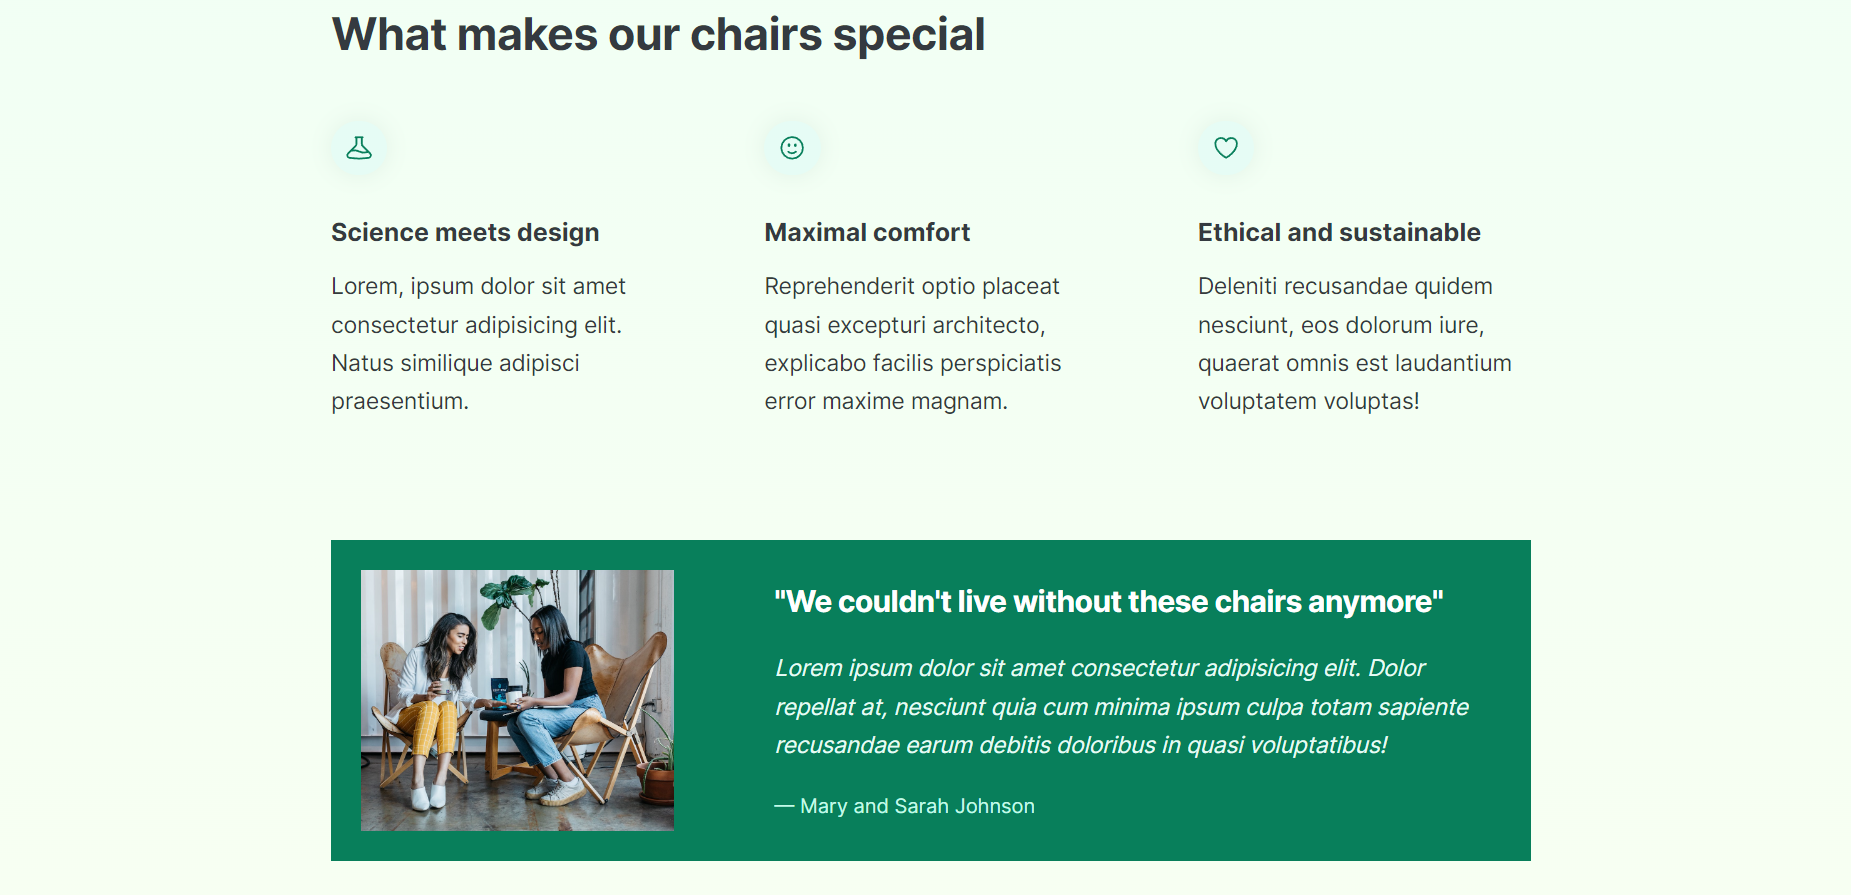 What makes our chairs special
Science meets design
Lorem, ipsum dolor sit amet
consectetur adipisicing elit.
Natus similique adipisci
praesentium.
Maximal comfort
Reprehenderit optio placeat
quasi excepturi architecto,
explicabo facilis perspiciatis
error maxime magnam.
Ethical and sustainable
Deleniti recusandae quidem
nesciunt, eos dolorum iure,
quaerat omnis est laudantium
voluptatem voluptas!
"We couldn't live without these chairs anymore"
Lorem ipsum dolor sit amet consectetur adipisicing elit. Dolor
repellat at, nesciunt quia cum minima ipsum culpa totam sapiente
recusandae earum debitis doloribus in quasi voluptatibus!
— Mary and Sarah Johnson